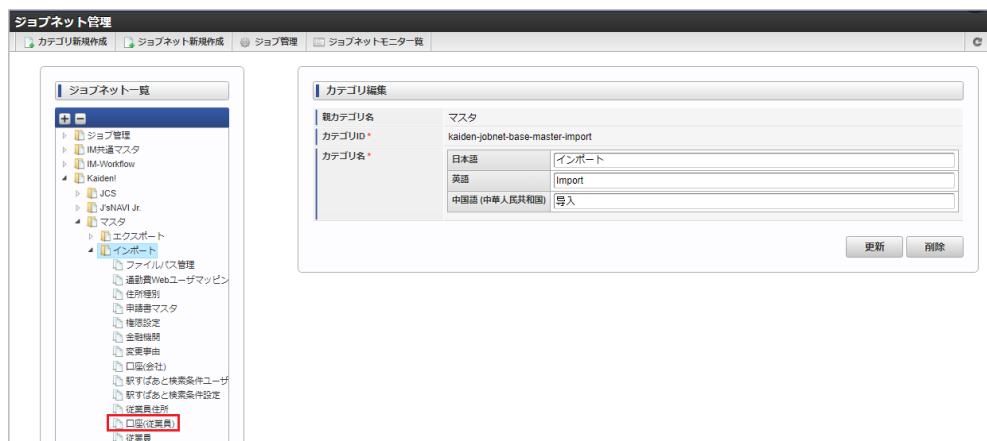 ジョブネット管理
カテゴリ新規作成 ジョブネット新規作成 ジョブ管理 ジョブネットモニタ一覧
ジョブネット一覧
ジョブ管理
IM共通マスタ
IM-Workflow
Kaiden!
JCS
J'sNAVI Jr.
マスタ
エクスポート
インポート
ファイルパス管理
通勤費Webユーザマッピン
住所種別
申請書マスタ
権限設定
金融機関
変更事由
口座(会社)
駅すぱあと検索条件ユーザ
駅すぱあと検索条件設定
従業員住所
口座(従業員)
従業員
カテゴリ編集
親カテゴリ名 マスタ
カテゴリID * kaiden-jobnet-base-master-import
カテゴリ名 *
日本語 インポート
英語 Import
中国語 (中華人民共和国) 导入
更新 削除